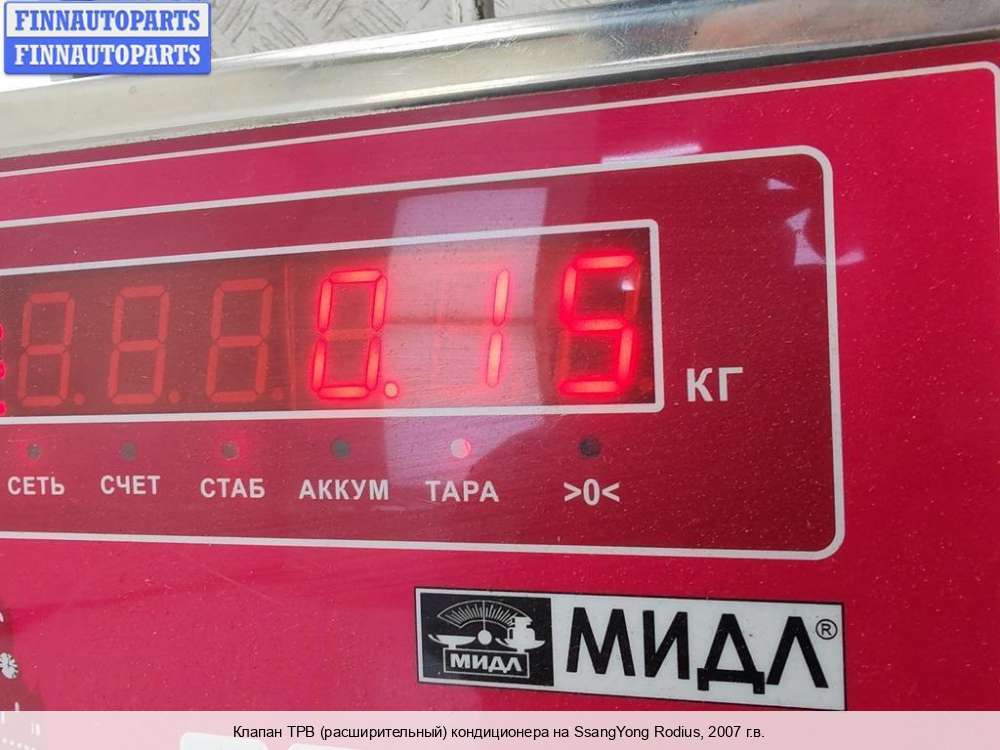 FINNAUTOPARTS
FINNAUTOPARTS
0.15
КГ
СЕТЬ СЧЕТ СТАБ АККУМ ТАРА >0<
МИДЛ МИДЛ®
Клапан ТРВ (расширительный) кондиционера на SsangYong Rodius, 2007 г.в.